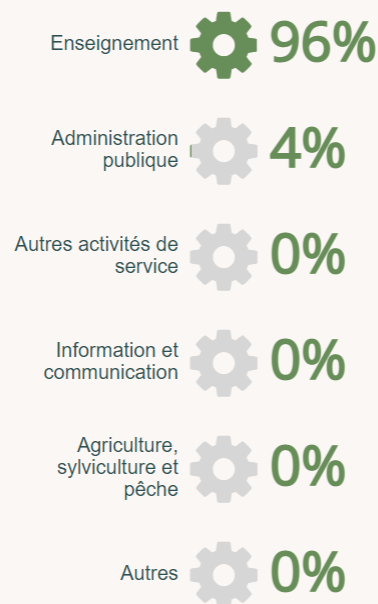 Enseignement 96%
Administration
publique 4%
Autres activités de
service 0%
Information et
communication 0%
Agriculture,
sylviculture et
pêche 0%
Autres 0%